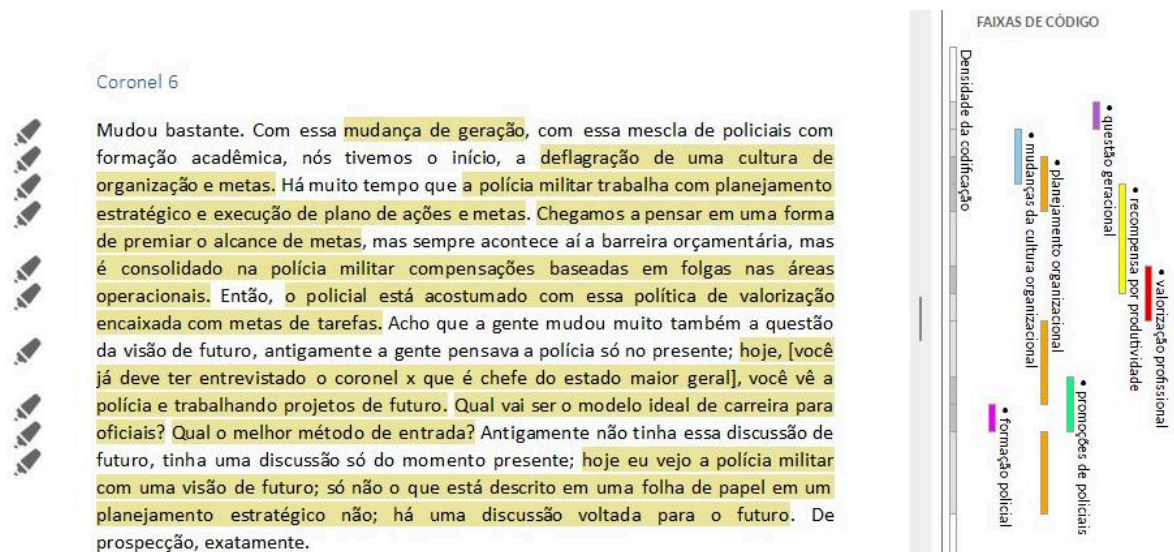 FAIXAS DE CÓDIGO
Coronel 6
Mudou bastante. Com essa mudança de geração, com essa mescla de policiais com
formação acadêmica, nós tivemos o início, a deflagração de uma cultura de
organização e metas. Há muito tempo que a polícia militar trabalha com planejamento
estratégico e execução de plano de ações e metas. Chegamos a pensar em uma forma
de premiar o alcance de metas, mas sempre acontece aí a barreira orçamentária, mas
é consolidado na polícia militar compensações baseadas em folgas nas áreas
operacionais. Então, o policial está acostumado com essa política de valorização
encaixada com metas de tarefas. Acho que a gente mudou muito também a questão
da visão de futuro, antigamente a gente pensava a polícia só no presente; hoje, [você
já deve ter entrevistado o coronel x que é chefe do estado maior geral], você vê a
polícia e trabalhando projetos de futuro. Qual vai ser o modelo ideal de carreira para
oficiais? Qual o melhor método de entrada? Antigamente não tinha essa discussão de
futuro, tinha uma discussão só do momento presente; hoje eu vejo a polícia militar
com uma visão de futuro; só não o que está descrito em uma folha de papel em um
planejamento estratégico não; há uma discussão voltada para o futuro. De
prospecção, exatamente.
Densidade da codificação
• formação policial
• mudanças da cultura organizacional
• planejamento organizacional
• promoções de policiais
• questão geracional
• recompensa por produtividade
• valorização profissional